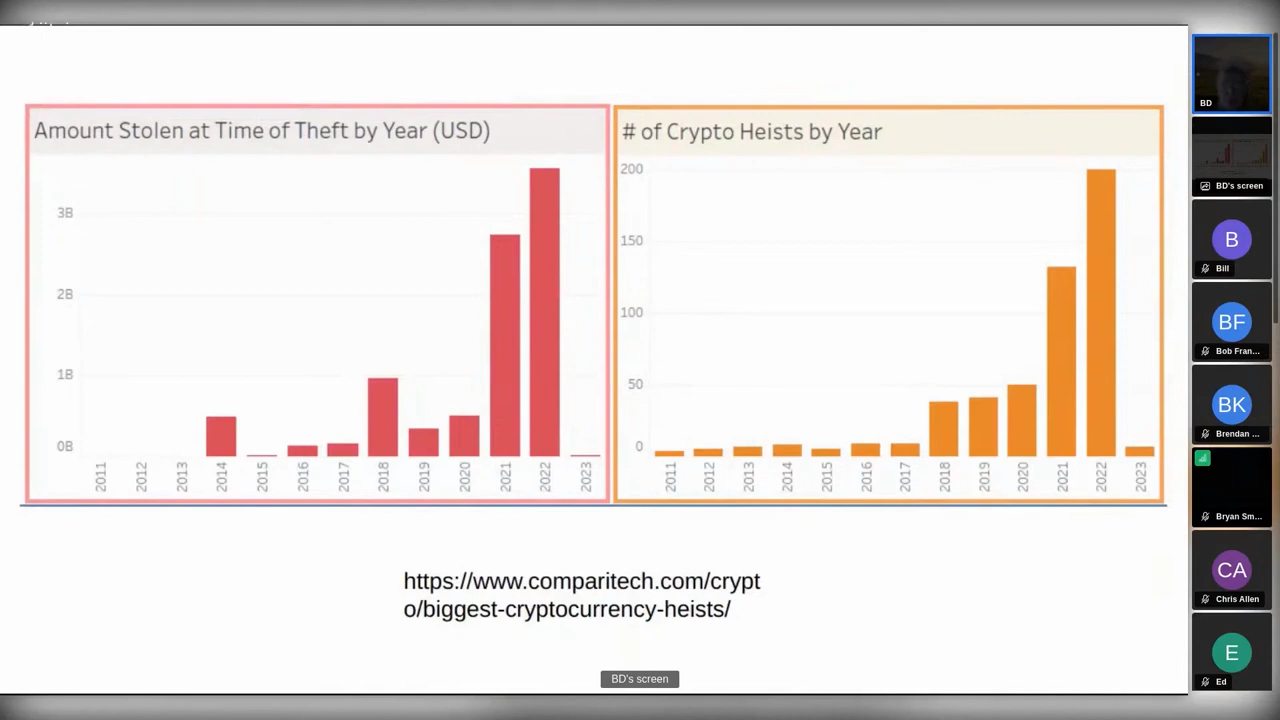 Amount Stolen at Time of Theft by Year (USD)
3B
2B
1B
0B
2011 2012 2013 2014 2015 2016 2017 2018 2019 2020 2021 2022 2023
# of Crypto Heists by Year
200
150
100
50
0
2011 2012 2013 2014 2015 2016 2017 2018 2019 2020 2021 2022 2023
https://www.comparitech.com/crypt
o/biggest-cryptocurrency-heists/
BD's screen
BD
BD's screen
B
Bill
BF
Bob Fran...
BK
Brendan ...
Bryan Sm...
CA
Chris Allen
E
Ed